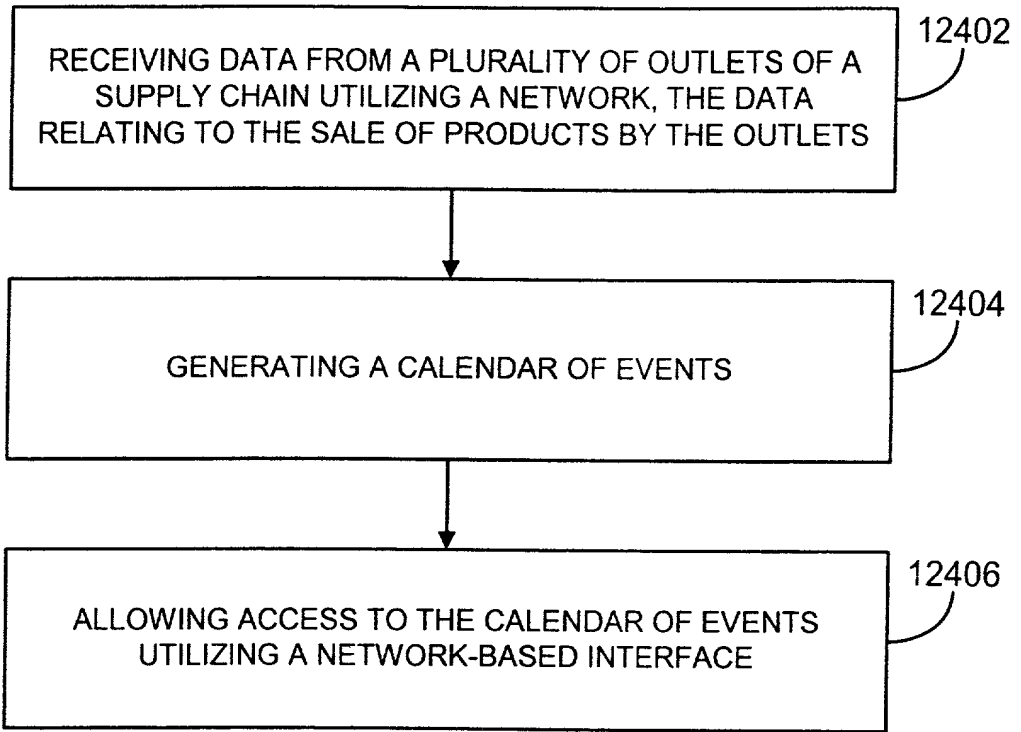 12402
RECEIVING DATA FROM A PLURALITY OF OUTLETS OF A
SUPPLY CHAIN UTILIZING A NETWORK, THE DATA
RELATING TO THE SALE OF PRODUCTS BY THE OUTLETS
12404
GENERATING A CALENDAR OF EVENTS
12406
ALLOWING ACCESS TO THE CALENDAR OF EVENTS
UTILIZING A NETWORK-BASED INTERFACE